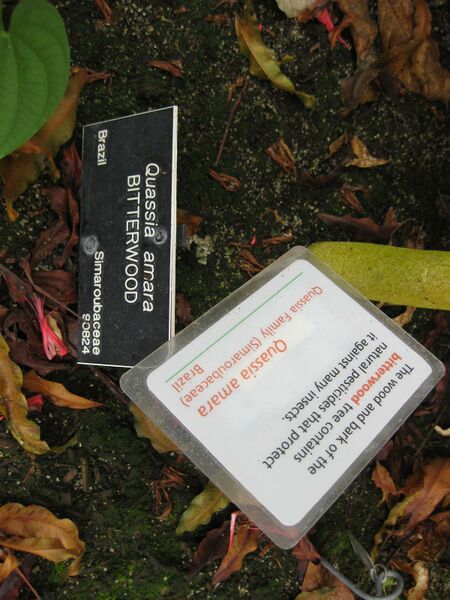 Quassia amara
BITTERWOOD
Brazil Simaroubaceae
90824
The wood and bark of the
bitterwood tree contains
natural pesticides that protect
it against many insects.
Quassia amara
Quassia Family (Simaroubaceae)
Brazil